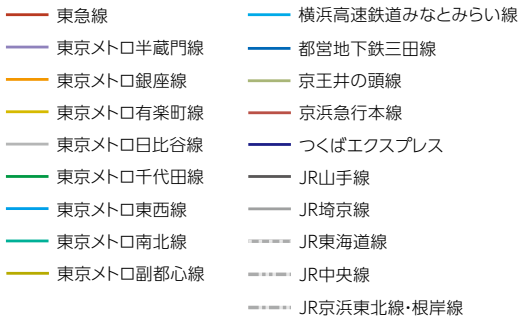 東急線
東京メトロ半蔵門線
東京メトロ銀座線
東京メトロ有楽町線
東京メトロ日比谷線
東京メトロ千代田線
東京メトロ東西線
東京メトロ南北線
東京メトロ副都心線
横浜高速鉄道みなとみらい線
都営地下鉄三田線
京王井の頭線
京浜急行本線
つくばエクスプレス
JR山手線
JR埼京線
JR東海道線
JR中央線
JR京浜東北線・根岸線